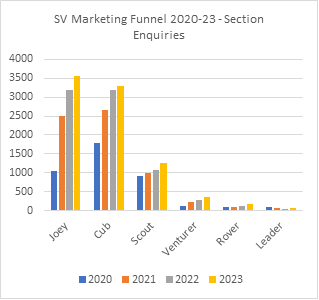 SV Marketing Funnel 2020-23 - Section
Enquiries
4000
3500
3000
2500
2000
1500
1000
500
0
Joey
Cub
Scout
Venturer
Rover
Leader
2020 2021 2022 2023